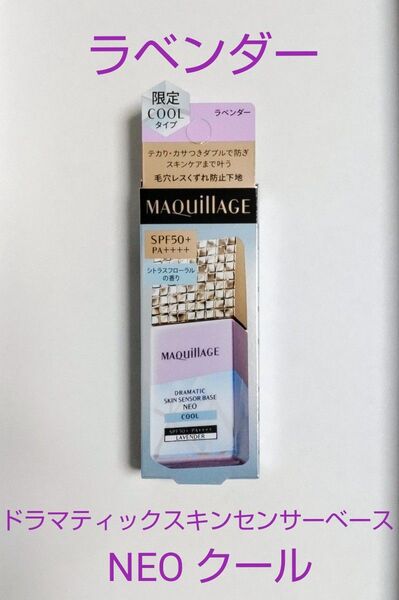 ラベンダー
限定
COOL
タイプ
ラベンダー
テカリ・カサつきダブルで防ぎ
スキンケアまで叶う
毛穴レスくずれ防止下地
MAQuillAGE
SPF50+
PA++++
シトラスフローラル
の香り
MAQuillAGE
DRAMATIC
SKIN SENSOR BASE
NEO
COOL
SPF50+ PA++++
LAVENDER
ドラマティックスキンセンサーベース
NEO クール